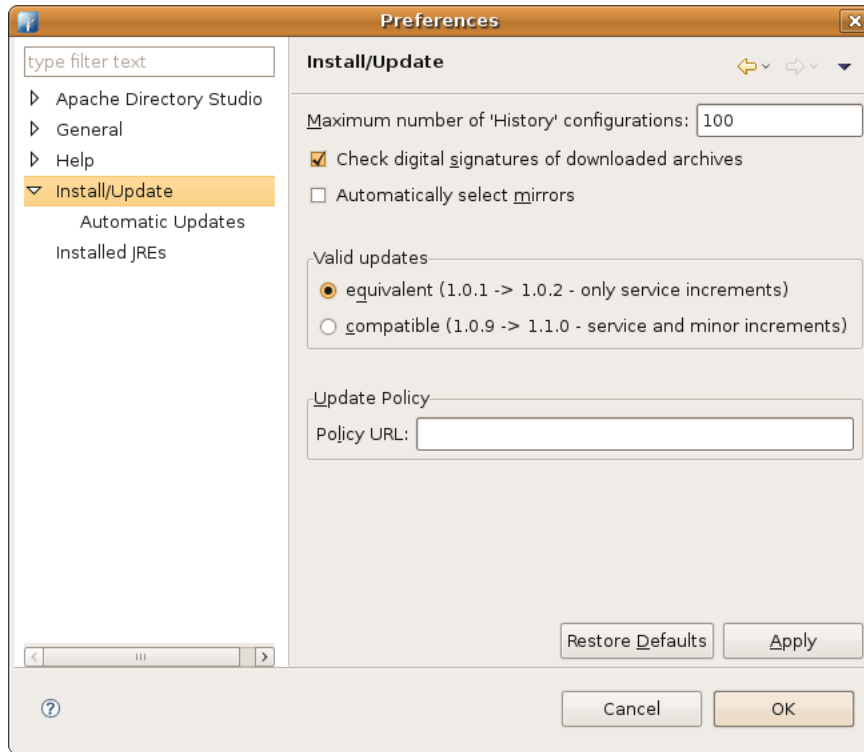 Preferences
type filter text
Apache Directory Studio
General
Help
Install/Update
Automatic Updates
Installed JREs
Install/Update
Maximum number of 'History' configurations: 100
Check digital signatures of downloaded archives
Automatically select mirrors
Valid updates
equivalent (1.0.1 -> 1.0.2 - only service increments)
compatible (1.0.9 -> 1.1.0 - service and minor increments)
Update Policy
Policy URL:
Restore Defaults Apply
Cancel OK